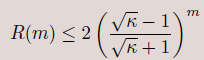 R(m) ≤ 2 ( (√κ − 1) / (√κ + 1) )^m